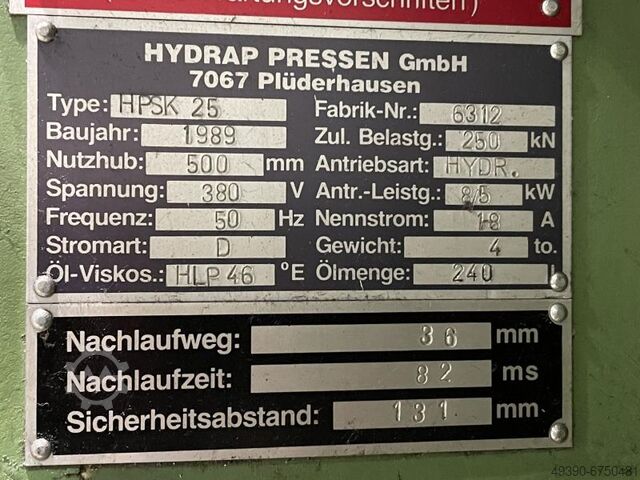 HYDRAP PRESSEN GmbH
7067 Plüderhausen
Type: HPSK 25 Fabrik-Nr.: 6312
Baujahr: 1989 Zul. Belastg.: 250 kN
Nutzhub: 500 mm Antriebsart: HYDR.
Spannung: 380 V Antr.-Leistg.: 8,5 kW
Frequenz: 50 Hz Nennstrom: 18 A
Stromart: D Gewicht: 4 to.
Öl-Viskos.: HLP 46 °E Ölmenge: 240 l
Nachlaufweg: 36 mm
Nachlaufzeit: 82 ms
Sicherheitsabstand: 131 mm
49390-6750481